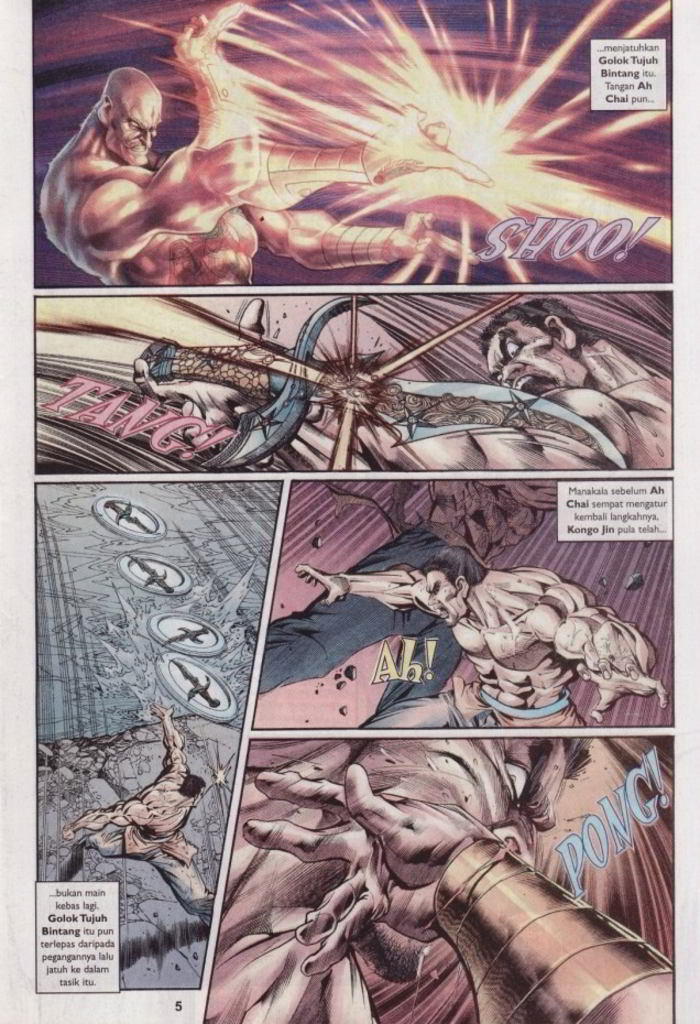 ...menjatuhkan
Golok Tujuh
Bintang itu.
Tangan Ah
Chai pun...
SHOO!
TANG!
Manakala sebelum Ah
Chai sempat mengatur
kembali langkahnya,
Kongo Jin pula telah...
Ah!
...bukan main
kebas lagi.
Golok Tujuh
Bintang itu pun
terlepas daripada
pegangannya lalu
jatuh ke dalam
tasik itu.
PONG!
5